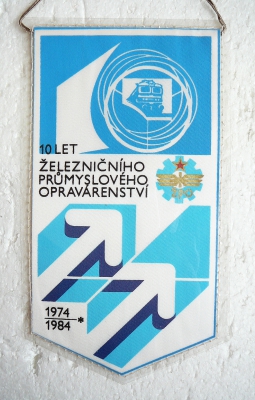 10 LET
ŽELEZNIČNÍHO
PRŮMYSLOVÉHO
OPRAVÁRENSTVÍ
1974
1984 *